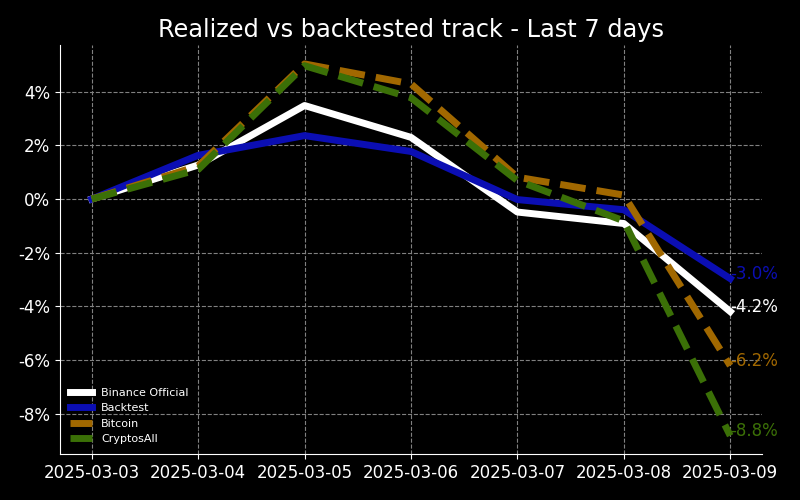 Realized vs backtested track - Last 7 days
4%
2%
0%
-2%
-4%
-6%
-8%
-3.0%
-4.2%
-6.2%
-8.8%
Binance Official
Backtest
Bitcoin
CryptosAll
2025-03-03 2025-03-04 2025-03-05 2025-03-06 2025-03-07 2025-03-08 2025-03-09